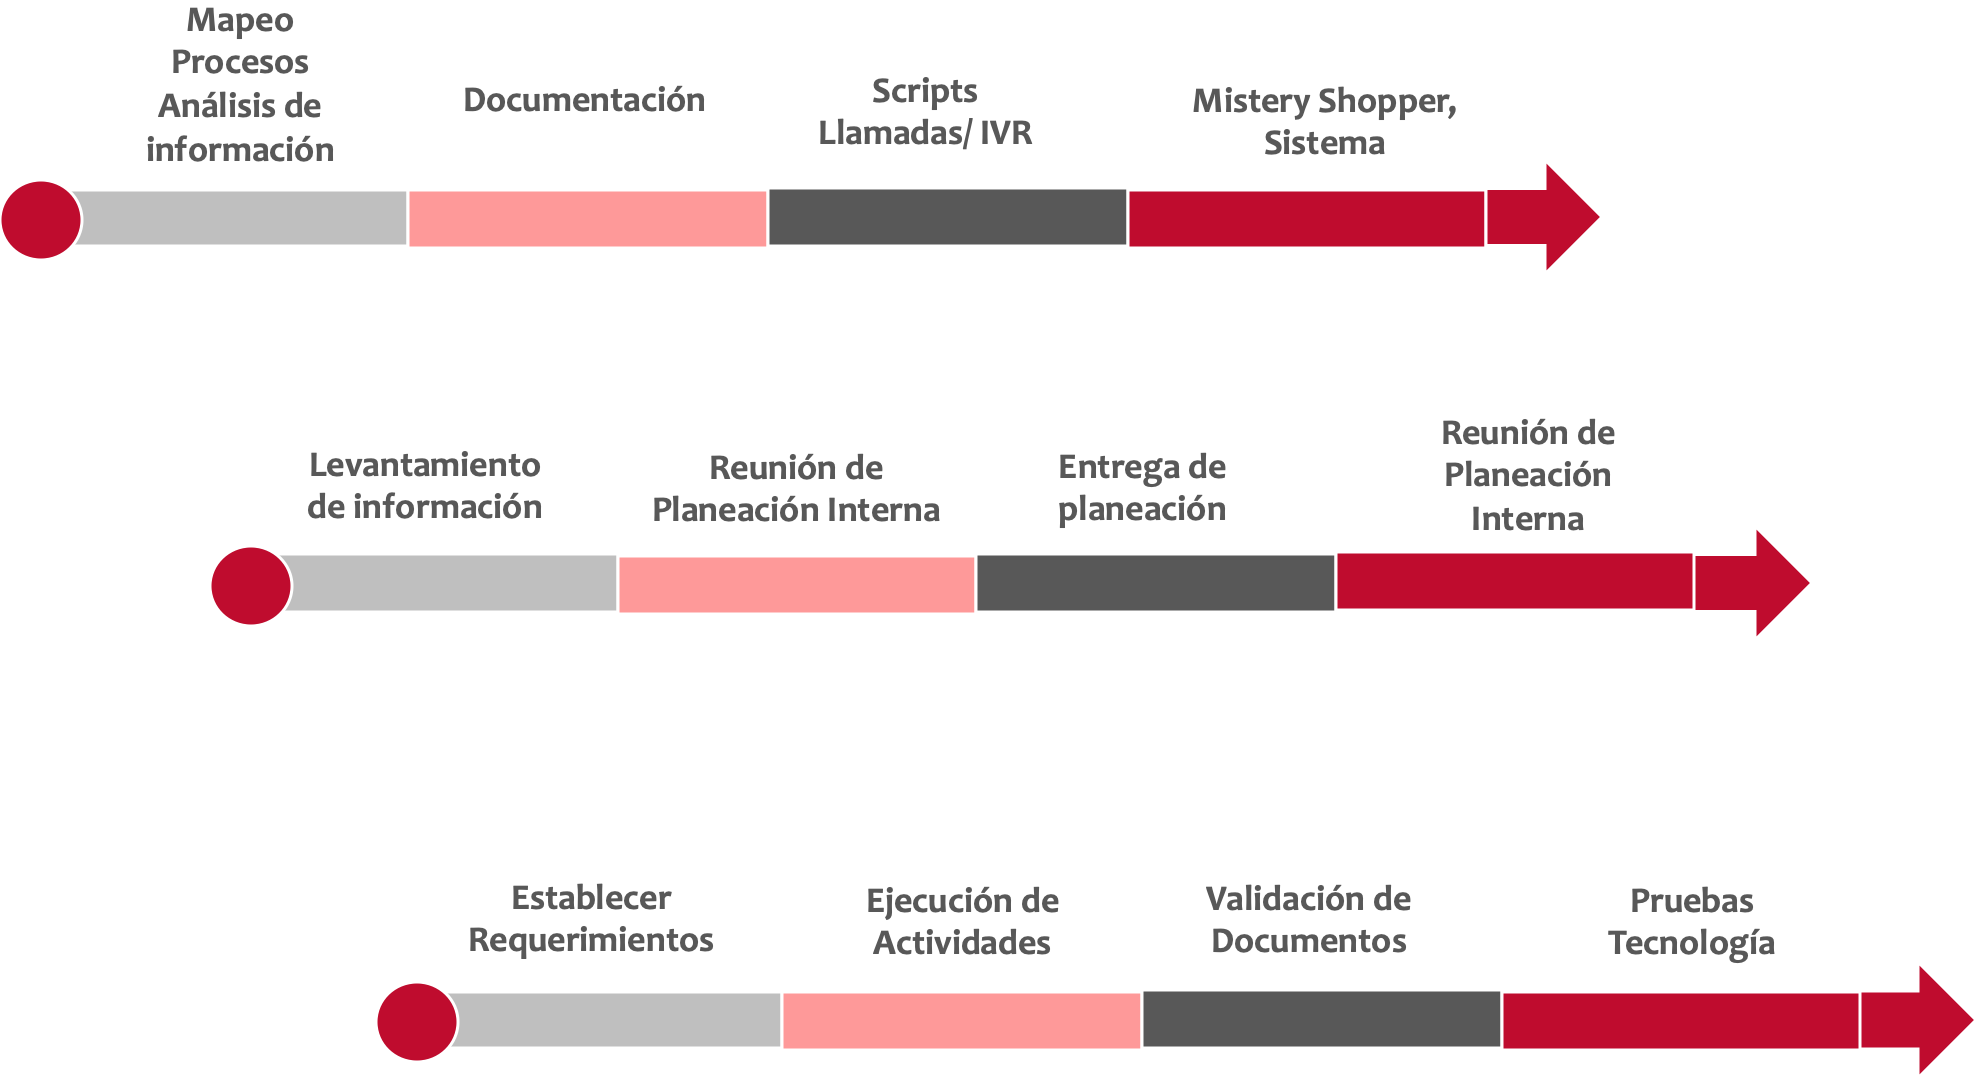 Mapeo
Procesos
Análisis de
información
Documentación
Scripts
Llamadas/ IVR
Mistery Shopper,
Sistema
Levantamiento
de información
Reunión de
Planeación Interna
Entrega de
planeación
Reunión de
Planeación
Interna
Establecer
Requerimientos
Ejecución de
Actividades
Validación de
Documentos
Pruebas
Tecnología